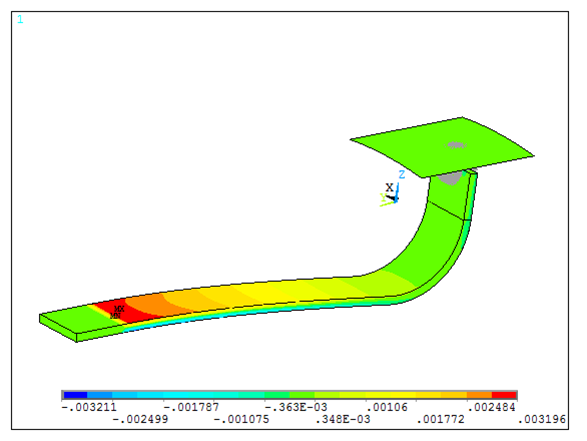 1
Z
X
Y
MX
MN
-.003211 -.001787 -.363E-03 .00106 .002484
-.002499 -.001075 .348E-03 .001772 .003196